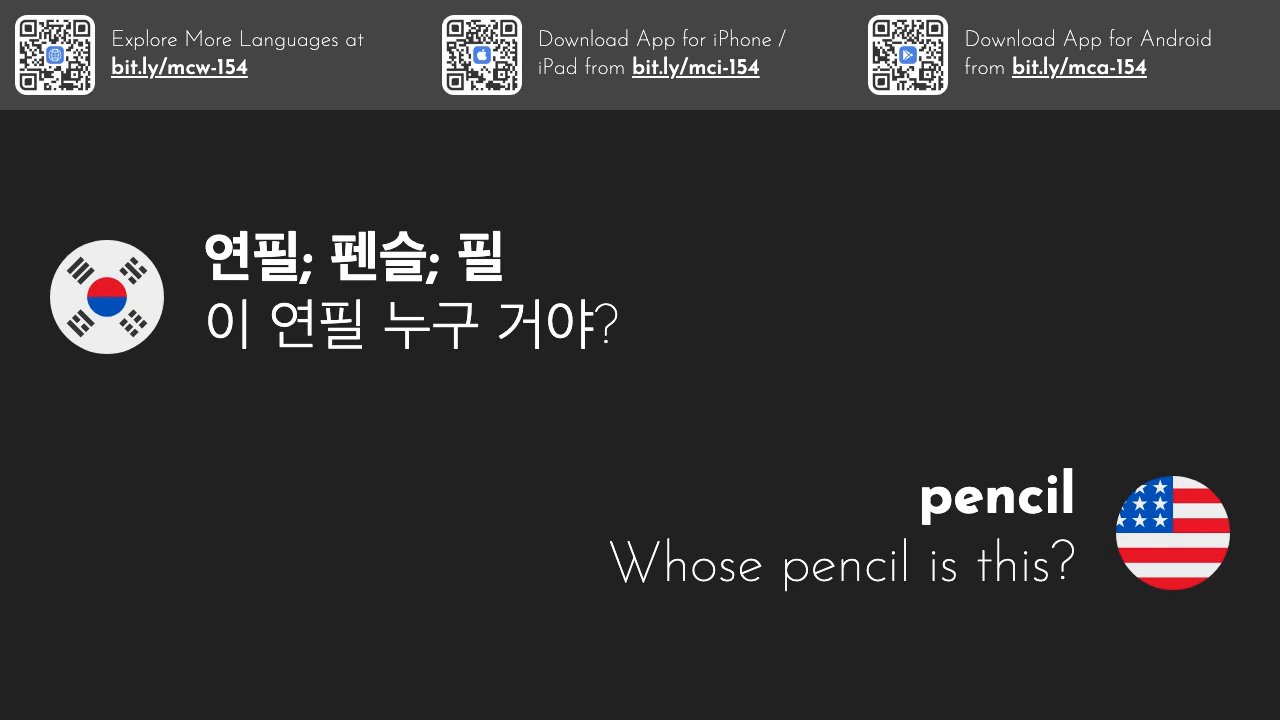 Explore More Languages at
bit.ly/mcw-154
Download App for iPhone /
iPad from bit.ly/mci-154
Download App for Android
from bit.ly/mca-154
연필; 펜슬; 필
이 연필 누구 거야?
pencil
Whose pencil is this?